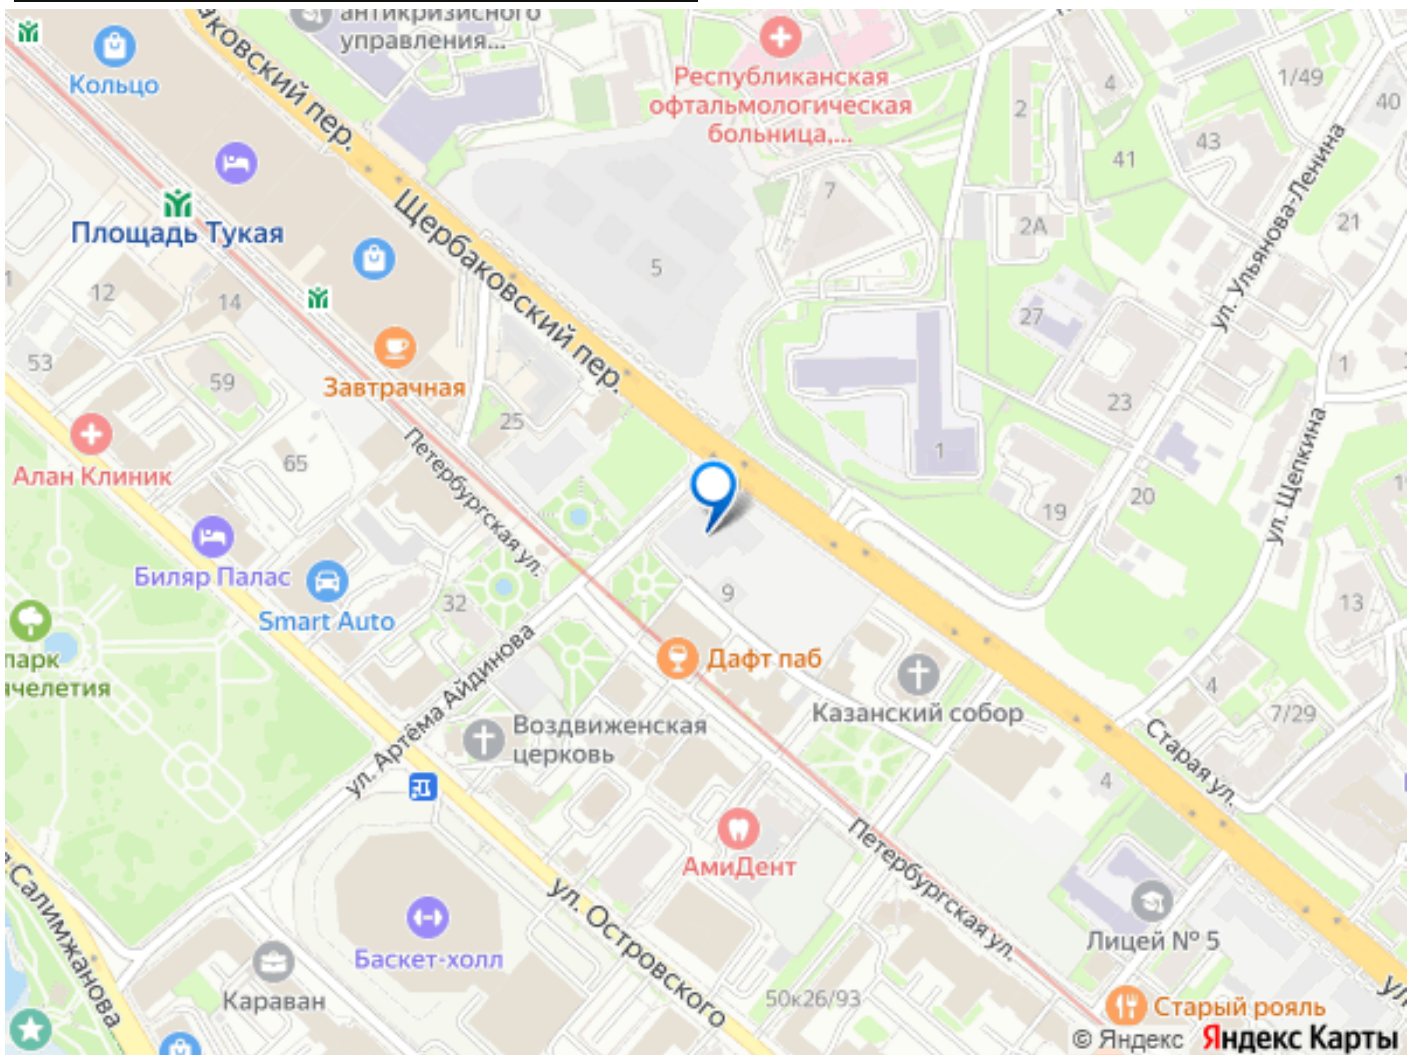 антикризисного
управления...
Кольцо
Щербаковский пер.
Республиканская
офтальмологическая
больница,...
4
1/49
40
2
43
41
7
2А
21
ул. Ульянова-Ленина
Площадь Тукая
5
12
14
27
Щербаковский пер.
53
59
Завтрачная
1
23
25
Алан Клиник
65
Петербургская ул.
1
20
19
ул. Щепкина
Биляр Палас
Smart Auto
32
9
13
парк
ячелетия
ул. Артёма Айдинова
Дафт паб
Казанский собор
4
7/29
Воздвиженская
церковь
Старая ул.
4
АмиДент
Петербургская ул.
Салимжанова
ул. Островского
Баскет-холл
Лицей № 5
Караван
50к26/93
Старый рояль
© Яндекс Яндекс Карты